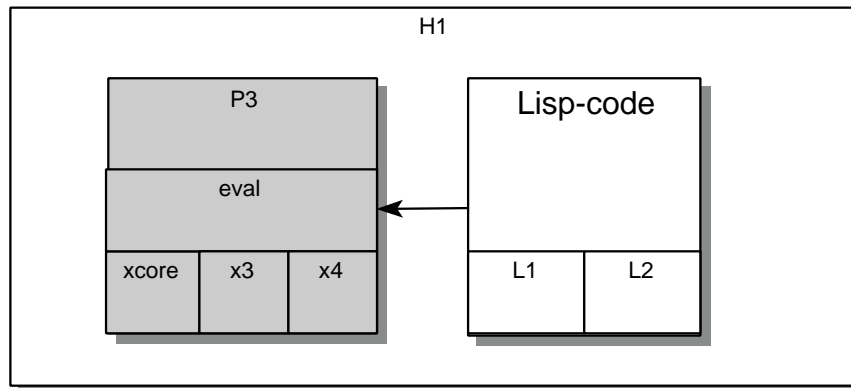 H1
P3
Lisp-code
eval
xcore x3 x4
L1 L2